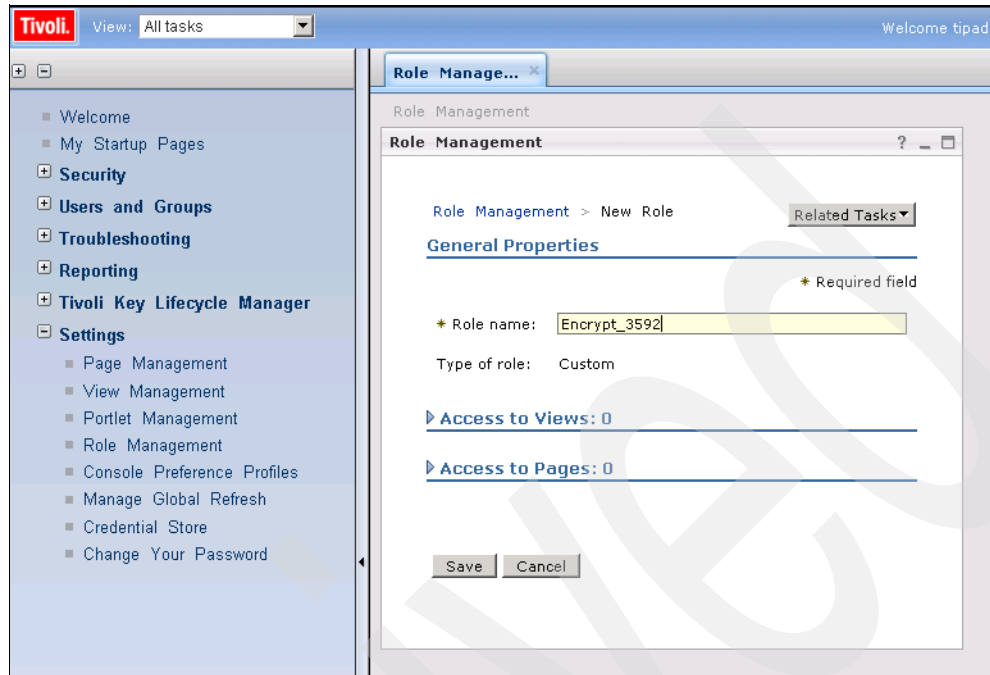 Tivoli. View: All tasks
Welcome tipad
Welcome
My Startup Pages
Security
Users and Groups
Troubleshooting
Reporting
Tivoli Key Lifecycle Manager
Settings
Page Management
View Management
Portlet Management
Role Management
Console Preference Profiles
Manage Global Refresh
Credential Store
Change Your Password
Role Manage...
Role Management
Role Management
Role Management > New Role
Related Tasks
General Properties
* Required field
* Role name: Encrypt_3592
Type of role: Custom
Access to Views: 0
Access to Pages: 0
Save Cancel